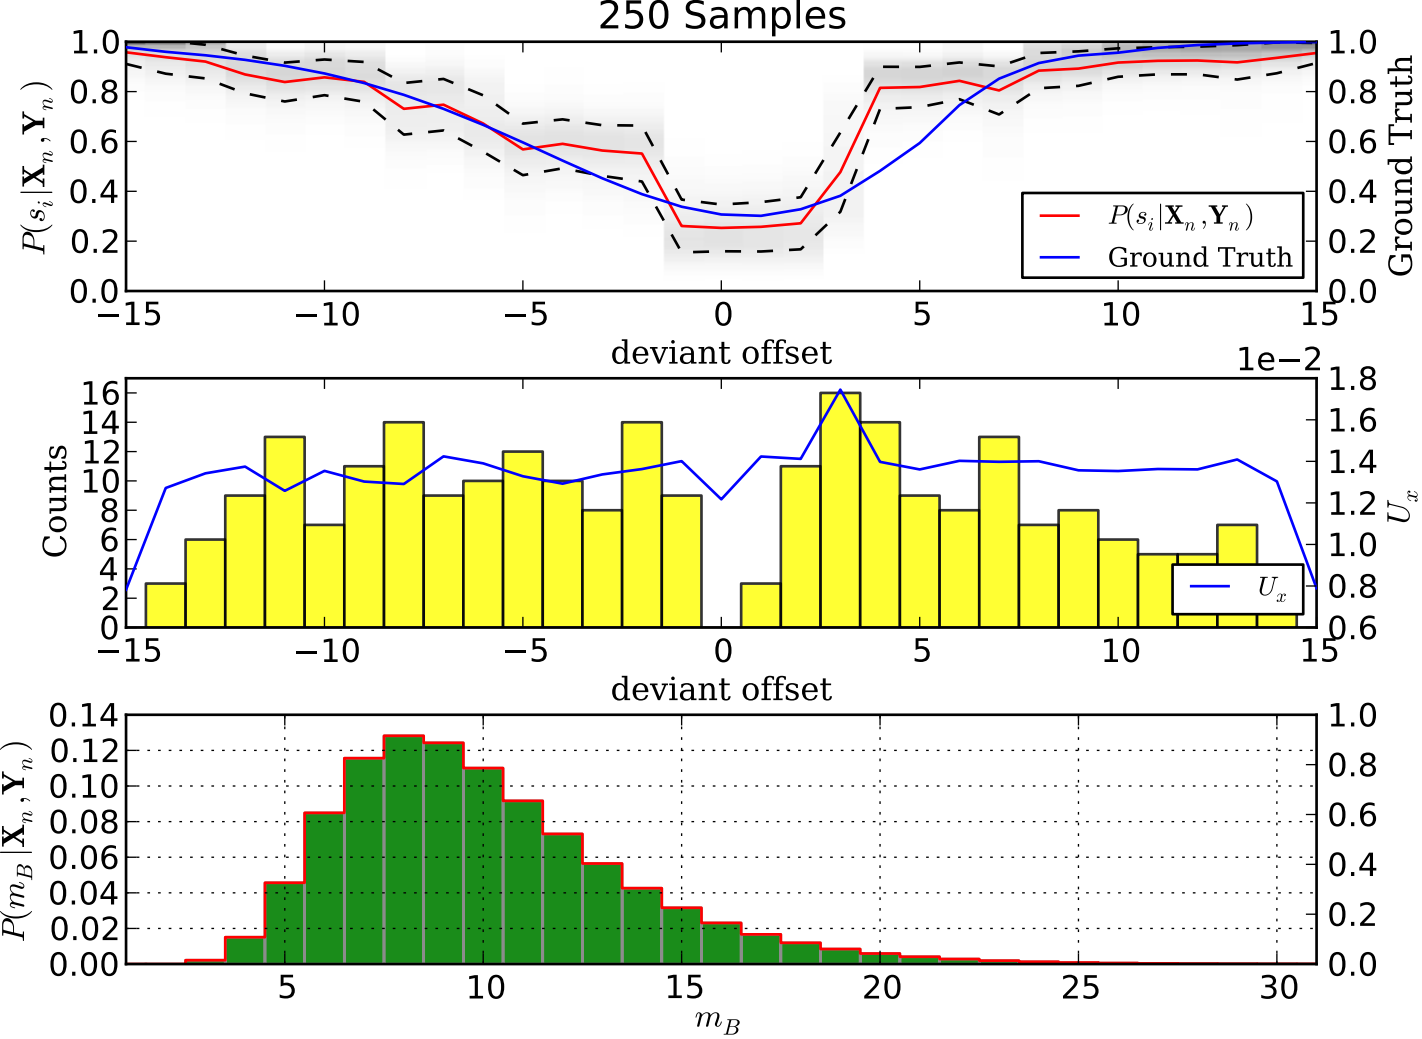 250 Samples
1.0 0.8 0.6 0.4 0.2 0.0
P(s_i|X_n,Y_n)
1.0 0.8 0.6 0.4 0.2 0.0
Ground Truth
P(s_i|X_n,Y_n)
Ground Truth
−15 −10 −5 0 5 10 15
deviant offset
1e−2
16 14 12 10 8 6 4 2 0
Counts
1.8 1.6 1.4 1.2 1.0 0.8 0.6
U_x
U_x
−15 −10 −5 0 5 10 15
deviant offset
0.14 0.12 0.10 0.08 0.06 0.04 0.02 0.00
P(m_B|X_n,Y_n)
1.0 0.8 0.6 0.4 0.2 0.0
5 10 15 20 25 30
m_B